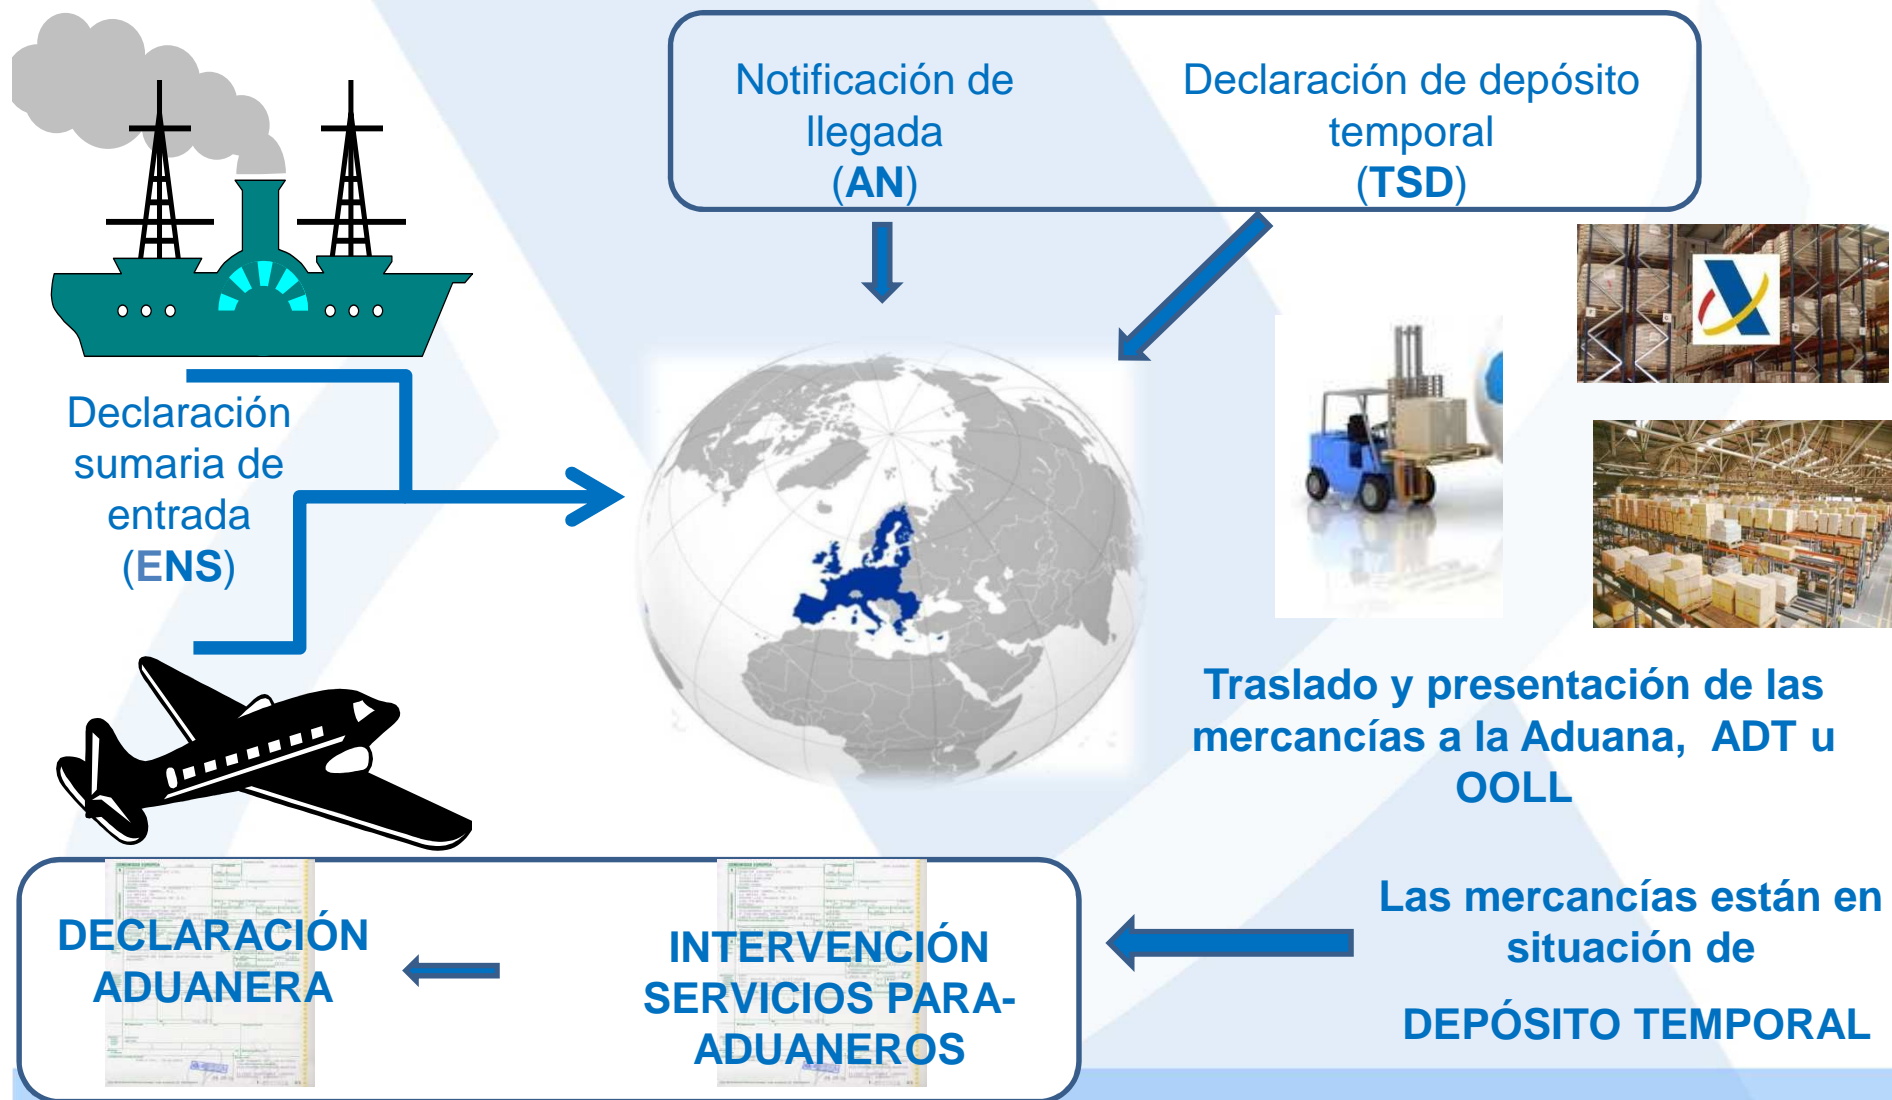 Notificación de
llegada
(AN)
Declaración de depósito
temporal
(TSD)
Declaración
sumaria de
entrada
(ENS)
Traslado y presentación de las
mercancías a la Aduana, ADT u
OOLL
Las mercancías están en
situación de
DEPÓSITO TEMPORAL
INTERVENCIÓN
SERVICIOS PARA-
ADUANEROS
DECLARACIÓN
ADUANERA